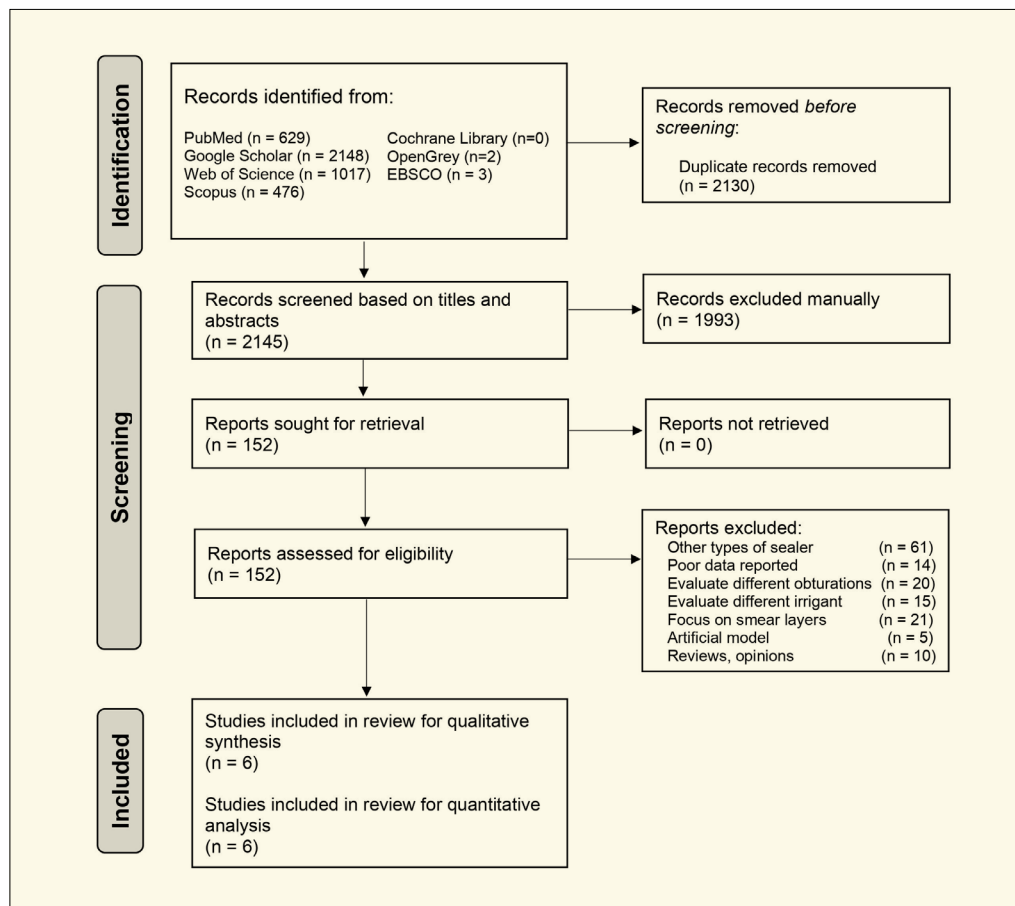 Identification
Records identified from:
PubMed (n = 629)
Google Scholar (n = 2148)
Web of Science (n = 1017)
Scopus (n = 476)
Cochrane Library (n=0)
OpenGrey (n=2)
EBSCO (n = 3)
Records removed before
screening:
Duplicate records removed
(n = 2130)
Screening
Records screened based on titles and
abstracts
(n = 2145)
Records excluded manually
(n = 1993)
Reports sought for retrieval
(n = 152)
Reports not retrieved
(n = 0)
Reports assessed for eligibility
(n = 152)
Reports excluded:
Other types of sealer (n = 61)
Poor data reported (n = 14)
Evaluate different obturations (n = 20)
Evaluate different irrigant (n = 15)
Focus on smear layers (n = 21)
Artificial model (n = 5)
Reviews, opinions (n = 10)
Included
Studies included in review for qualitative
synthesis
(n = 6)
Studies included in review for quantitative
analysis
(n = 6)